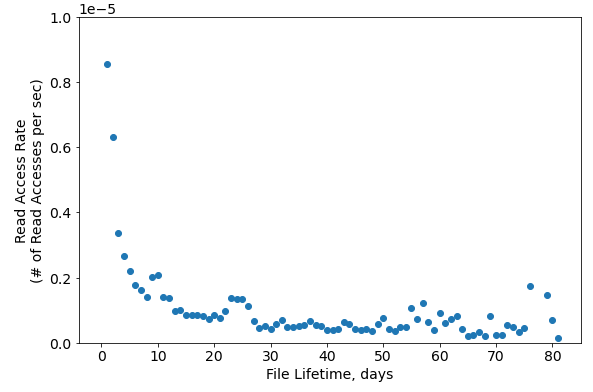 1e−5
1.0
0.8
0.6
0.4
0.2
0.0
Read Access Rate
(# of Read Accesses per sec)
0 10 20 30 40 50 60 70 80
File Lifetime, days